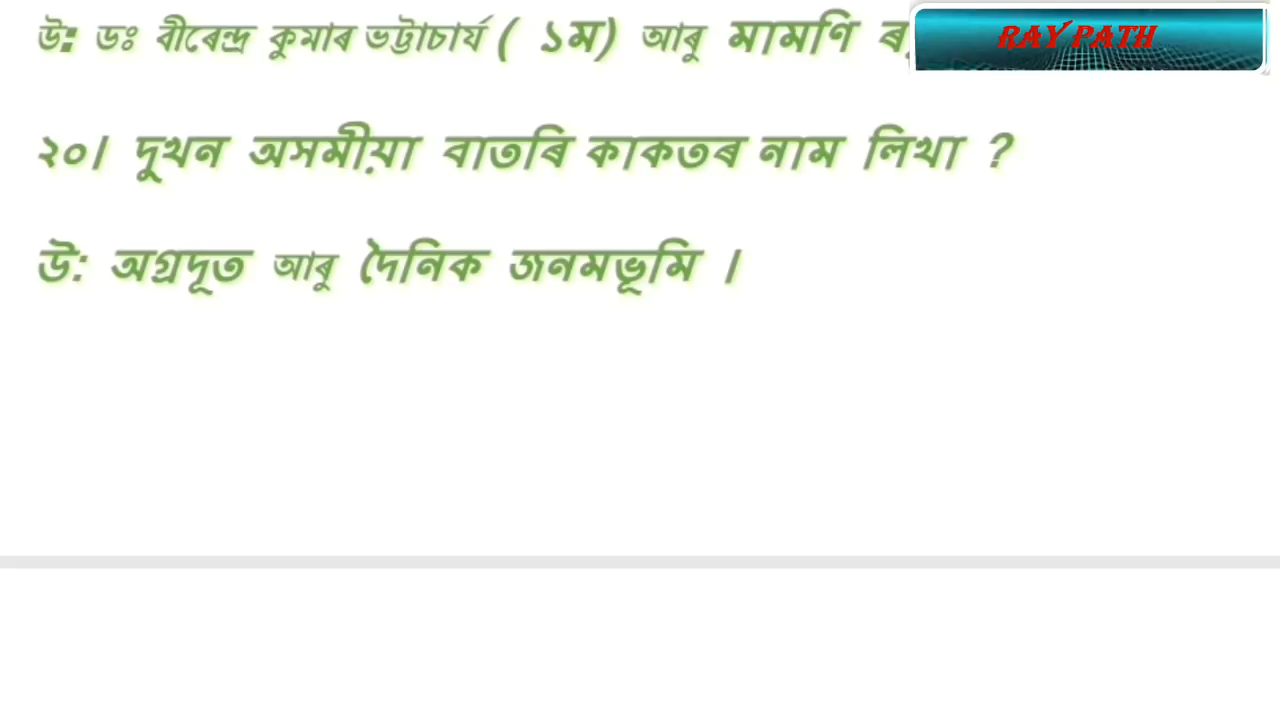 উ: ডঃ বীৰেন্দ্ৰ কুমাৰ ভট্টাচাৰ্য ( ১ম) আৰু মামণি
RAY PATH
২০। দুখন অসমীয়া বাতৰি কাকতৰ নাম লিখা ?
উ: অগ্ৰদূত আৰু দৈনিক জনমভূমি ।